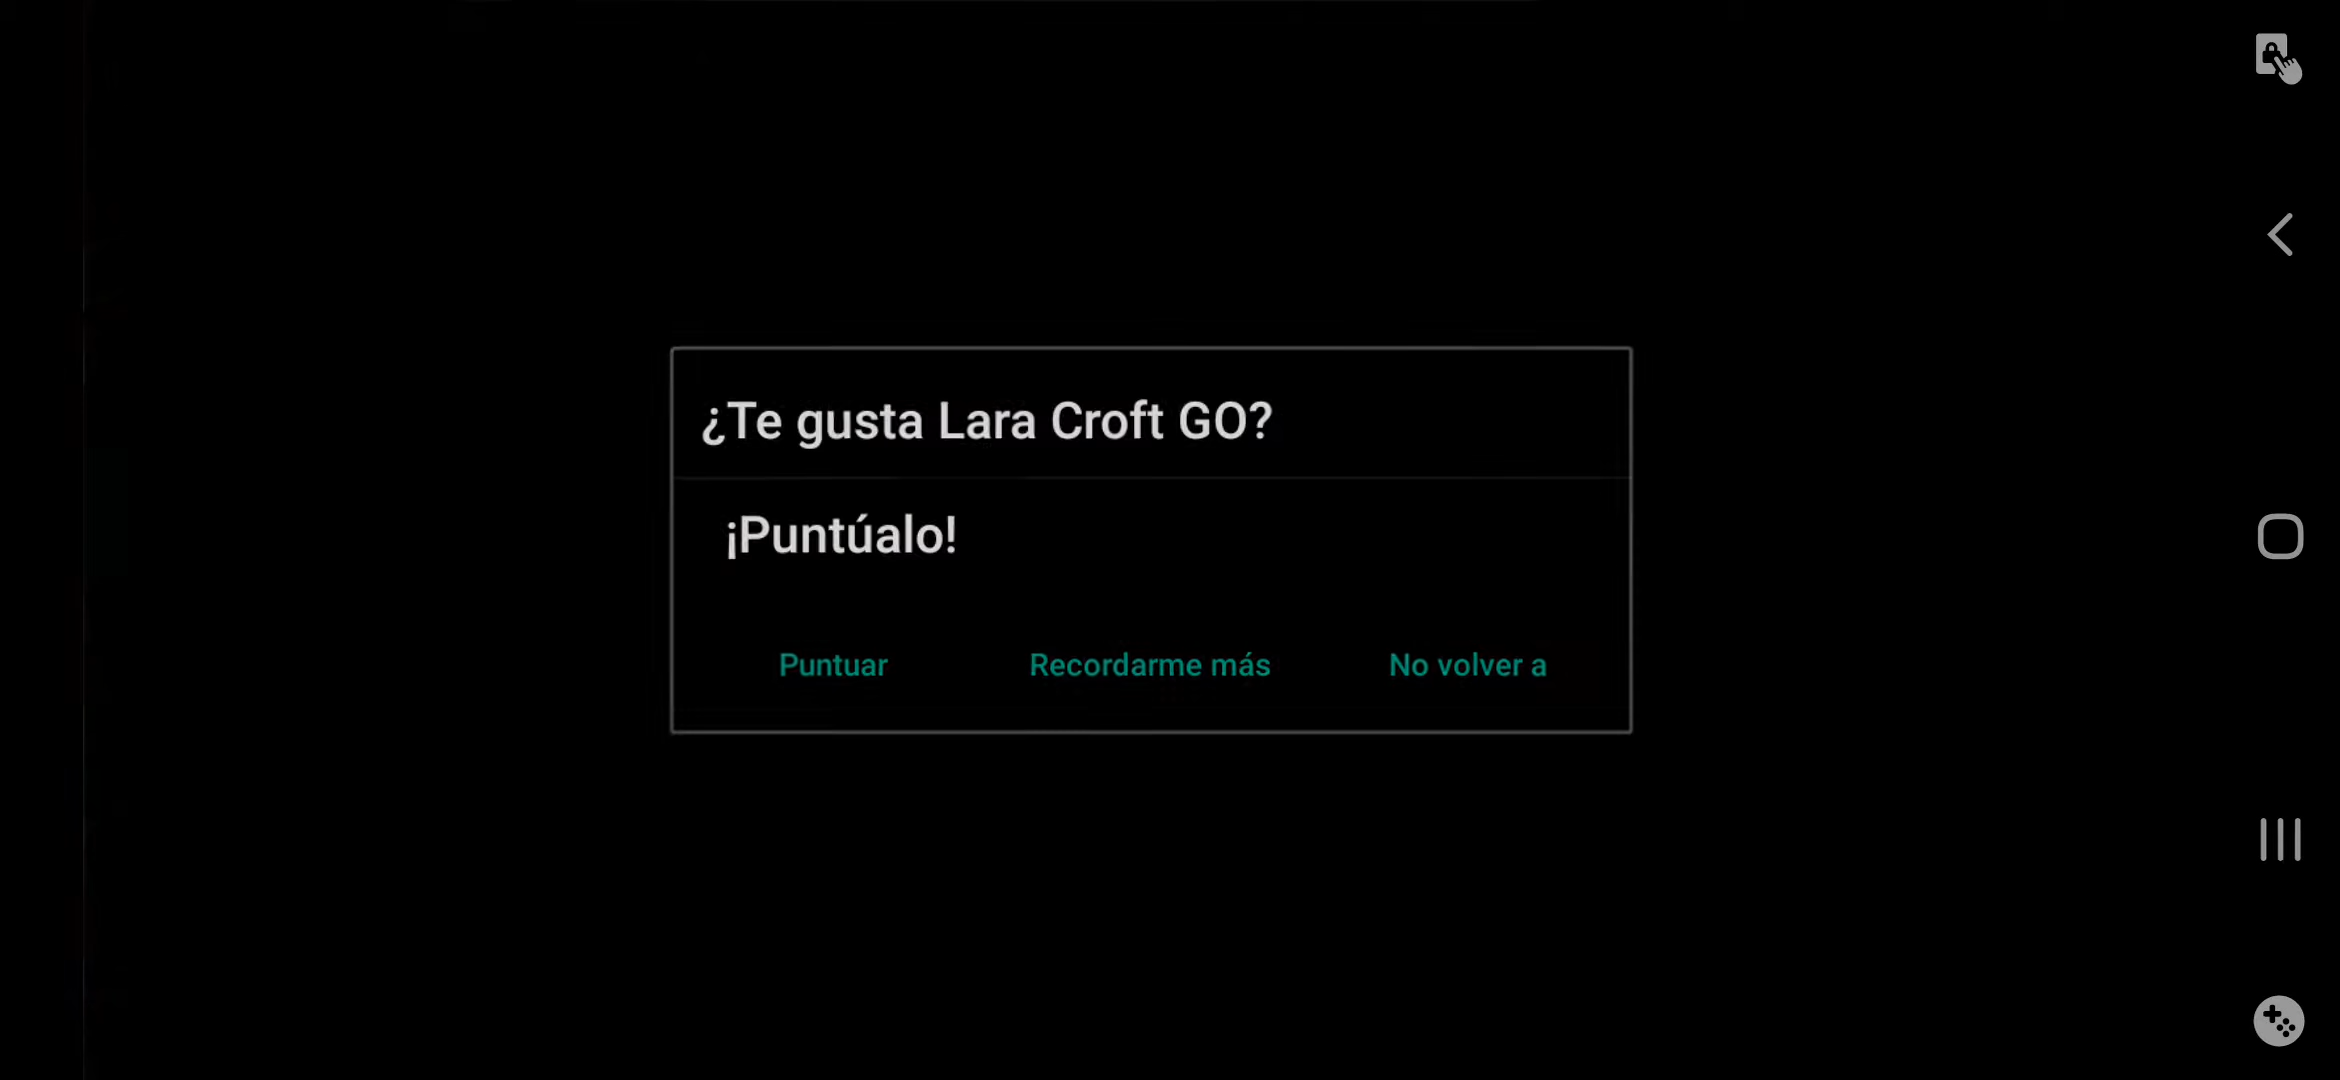 ¿Te gusta Lara Croft GO?
¡Puntúalo!
Puntuar
Recordarme más
No volver a